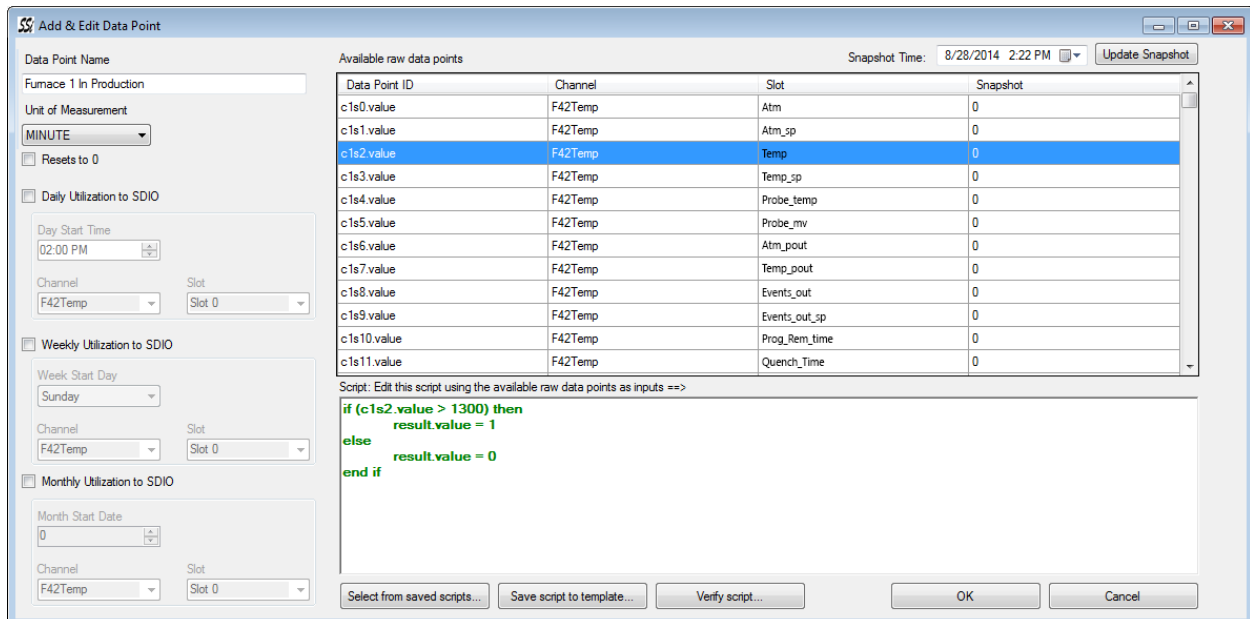 SSi Add & Edit Data Point
Data Point Name
Furnace 1 In Production
Unit of Measurement
MINUTE
Resets to 0
Daily Utilization to SDIO
Day Start Time
02:00 PM
Channel Slot
F42Temp Slot 0
Weekly Utilization to SDIO
Week Start Day
Sunday
Channel Slot
F42Temp Slot 0
Monthly Utilization to SDIO
Month Start Date
0
Channel Slot
F42Temp Slot 0
Available raw data points Snapshot Time: 8/28/2014 2:22 PM Update Snapshot
Data Point ID Channel Slot Snapshot
c1s0.value F42Temp Atm 0
c1s1.value F42Temp Atm_sp 0
c1s2.value F42Temp Temp 0
c1s3.value F42Temp Temp_sp 0
c1s4.value F42Temp Probe_temp 0
c1s5.value F42Temp Probe_mv 0
c1s6.value F42Temp Atm_pout 0
c1s7.value F42Temp Temp_pout 0
c1s8.value F42Temp Events_out 0
c1s9.value F42Temp Events_out_sp 0
c1s10.value F42Temp Prog_Rem_time 0
c1s11.value F42Temp Quench_Time 0
Script: Edit this script using the available raw data points as inputs ==>
if (c1s2.value > 1300) then
result.value = 1
else
result.value = 0
end if
Select from saved scripts... Save script to template... Verify script... OK Cancel